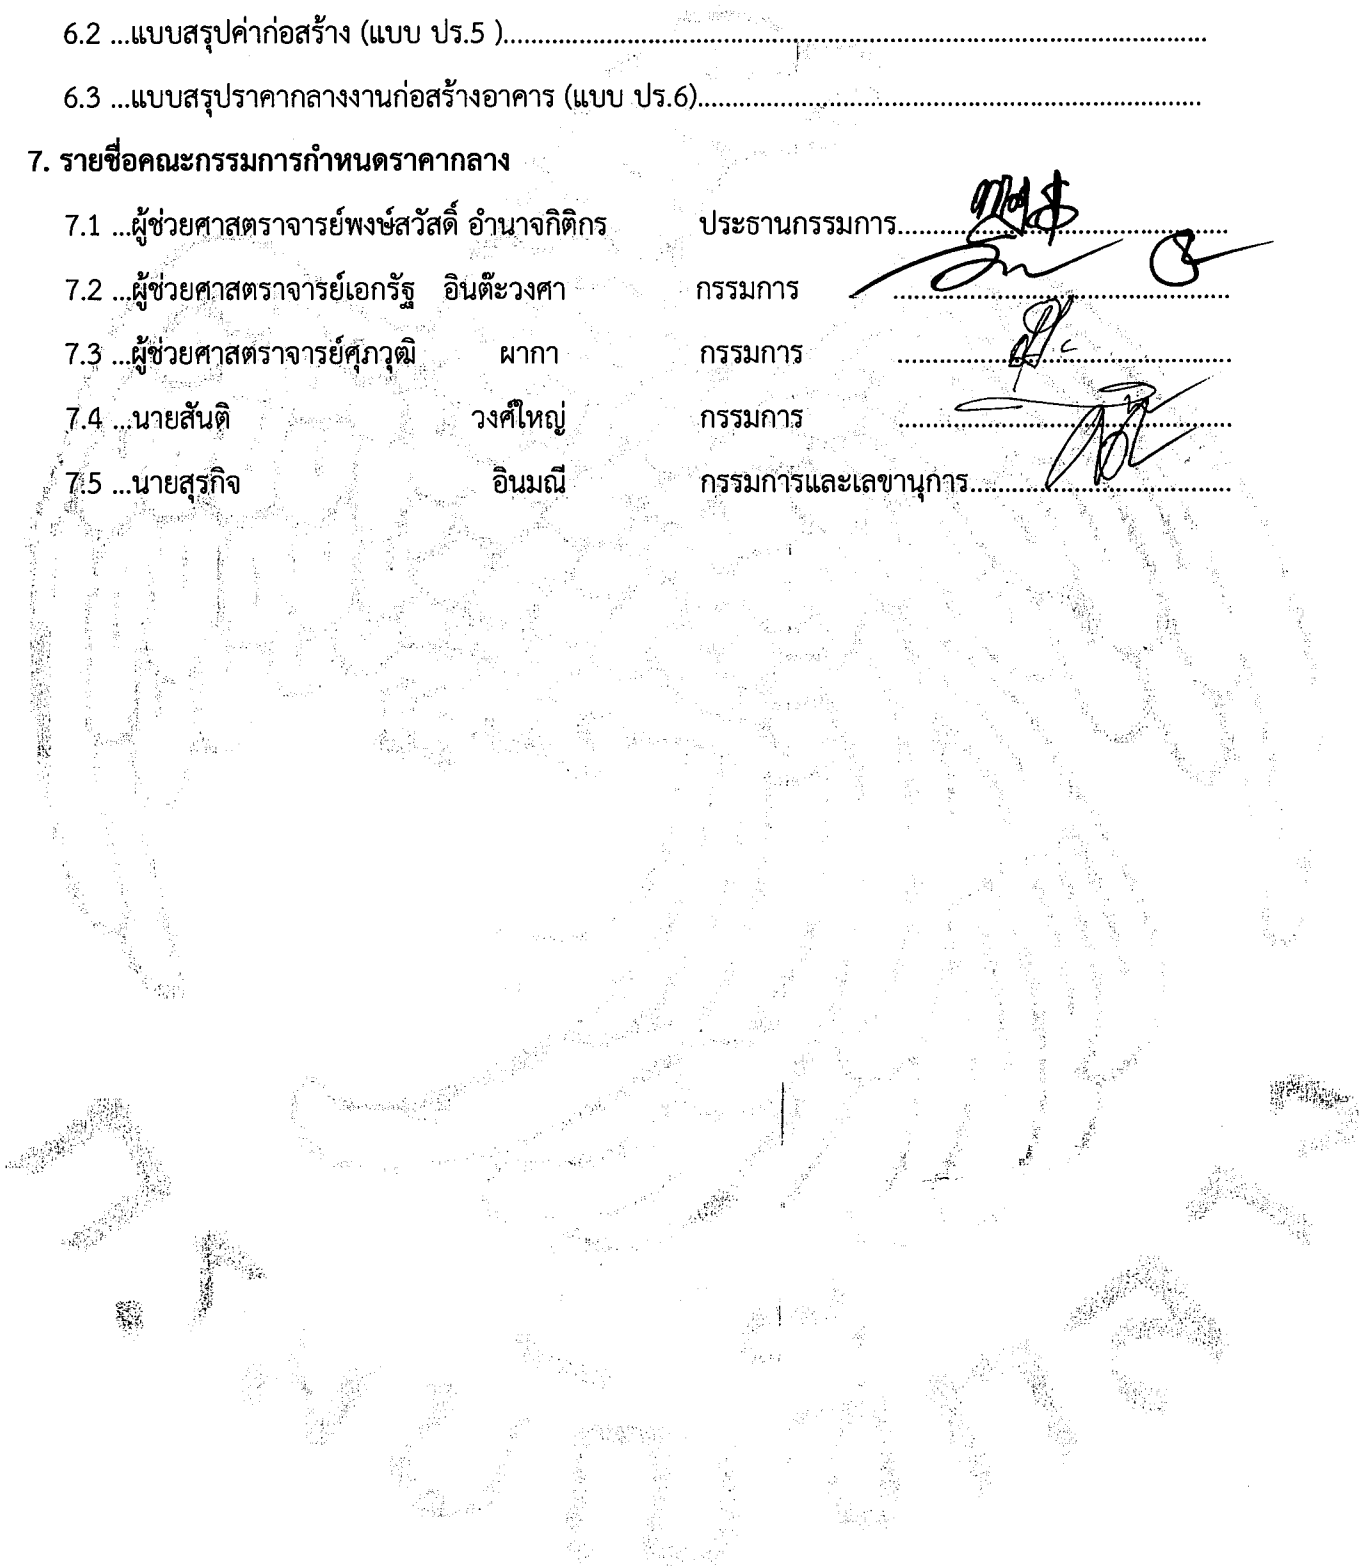 6.2 ...แบบสรุปค่าก่อสร้าง (แบบ ปร.5 )......................................................................................................
6.3 ...แบบสรุปราคากลางงานก่อสร้างอาคาร (แบบ ปร.6).........................................................................
7. รายชื่อคณะกรรมการกำหนดราคากลาง
7.1 ...ผู้ช่วยศาสตราจารย์พงษ์สวัสดิ์ อำนาจกิติกร ประธานกรรมการ................................................
7.2 ...ผู้ช่วยศาสตราจารย์เอกรัฐ อินต๊ะวงศา กรรมการ ................................................
7.3 ...ผู้ช่วยศาสตราจารย์ศุภวุฒิ ผากา กรรมการ ................................................
7.4 ...นายสันติ วงศ์ใหญ่ กรรมการ ................................................
7.5 ...นายสุรกิจ อินมณี กรรมการและเลขานุการ......................................